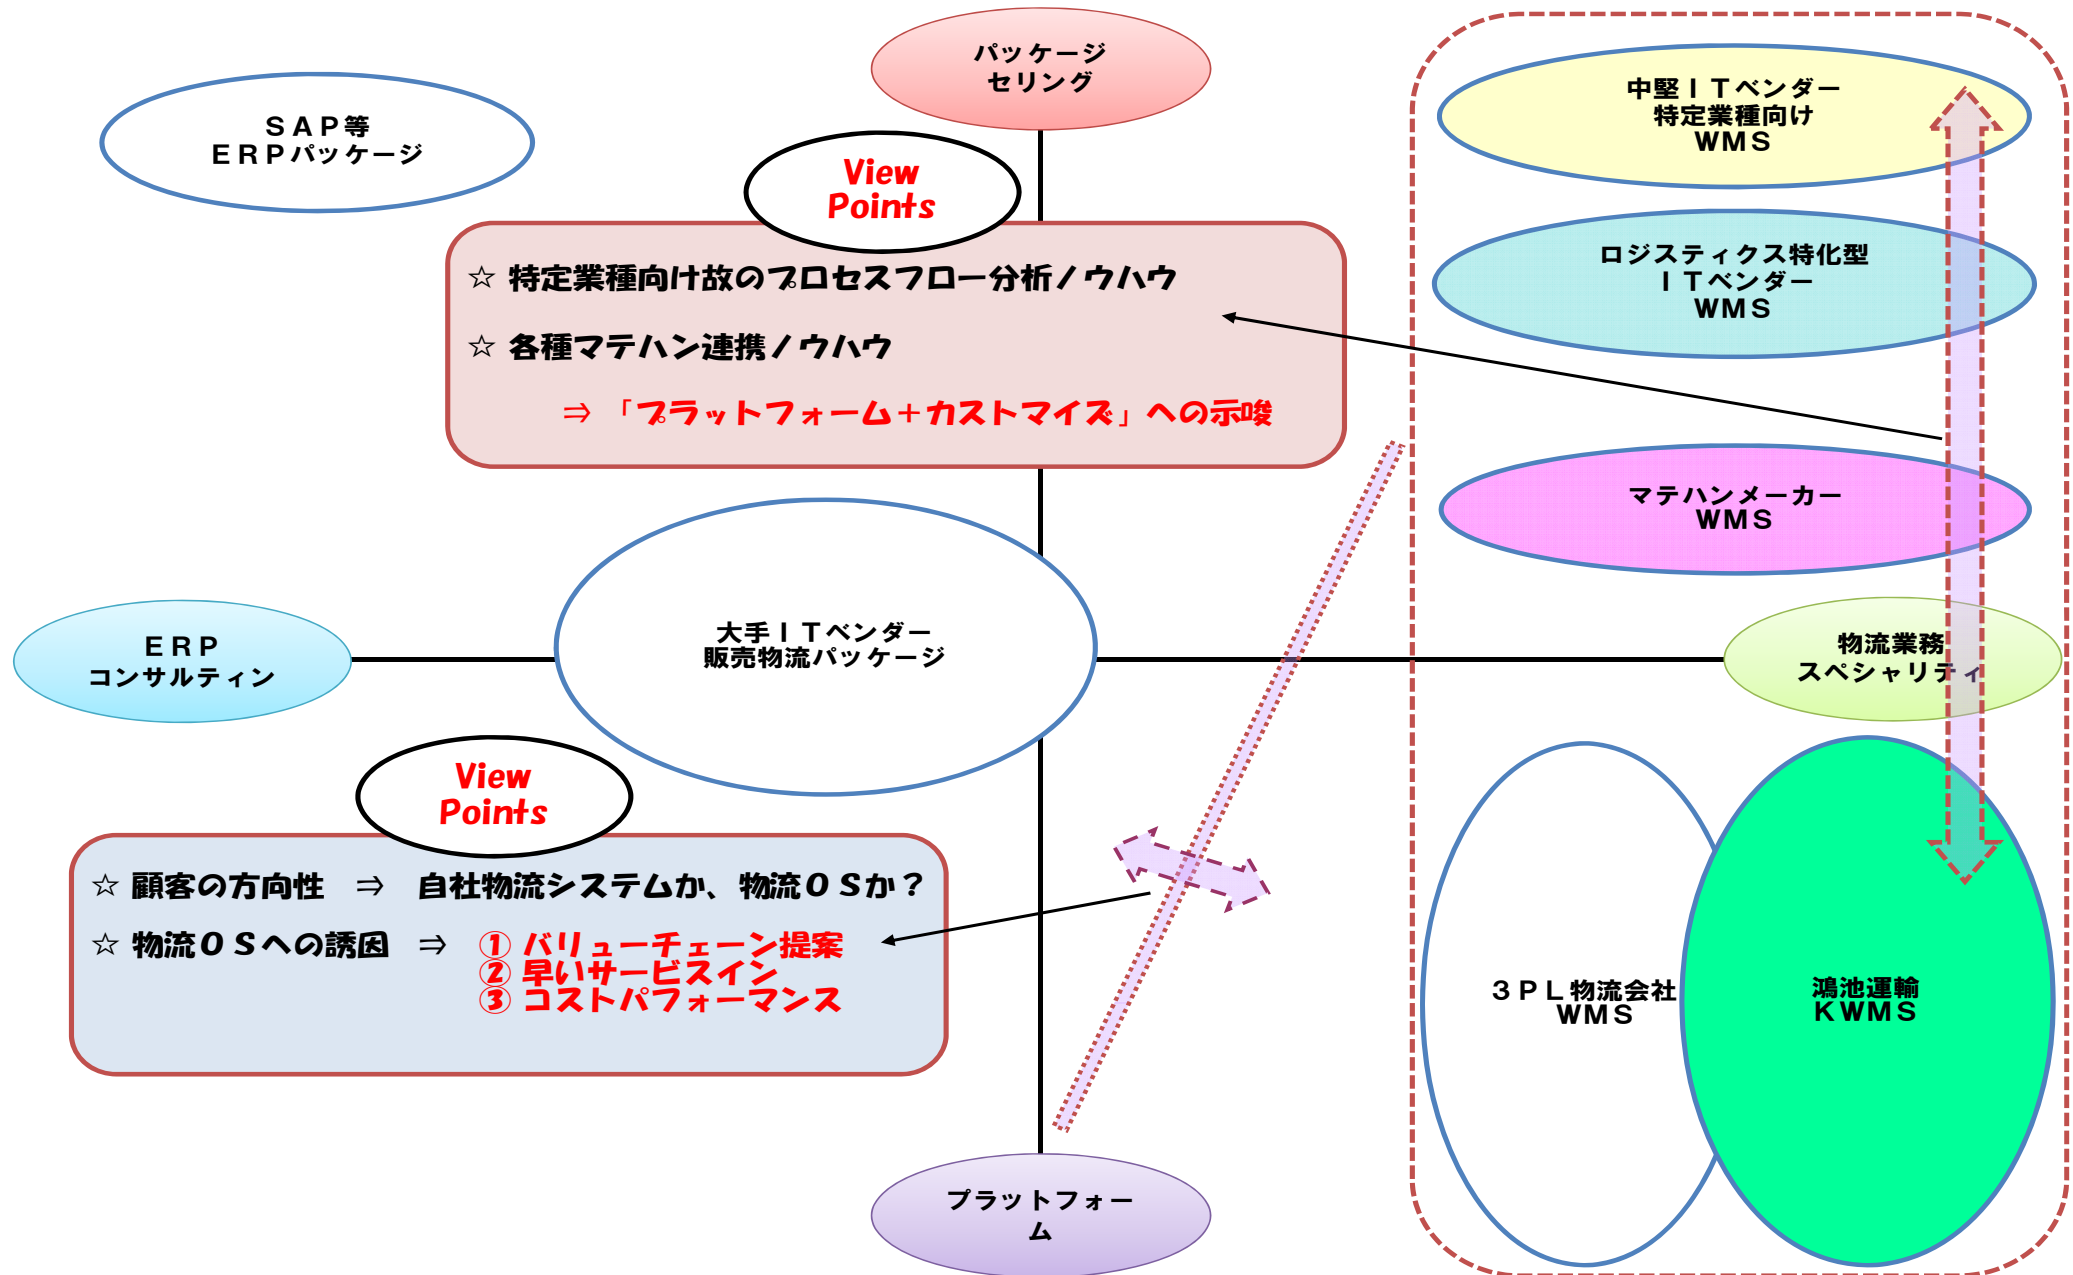 パッケージ
セリング
ＳＡＰ等
ＥＲＰパッケージ
中堅ＩＴベンダー
特定業種向け
ＷＭＳ
View
Points
☆ 特定業種向け故のプロセスフロー分析ノウハウ
☆ 各種マテハン連携ノウハウ
⇒ 「プラットフォーム＋カストマイズ」への示唆
ロジスティクス特化型
ＩＴベンダー
ＷＭＳ
マテハンメーカー
ＷＭＳ
ＥＲＰ
コンサルティン
大手ＩＴベンダー
販売物流パッケージ
物流業務
スペシャリティ
View
Points
☆ 顧客の方向性　⇒　自社物流システムか、物流ＯＳか？
☆ 物流ＯＳへの誘因　⇒　① バリューチェーン提案
② 早いサービスイン
③ コストパフォーマンス
３ＰＬ物流会社
ＷＭＳ
鴻池運輸
ＫＷＭＳ
プラットフォー
ム